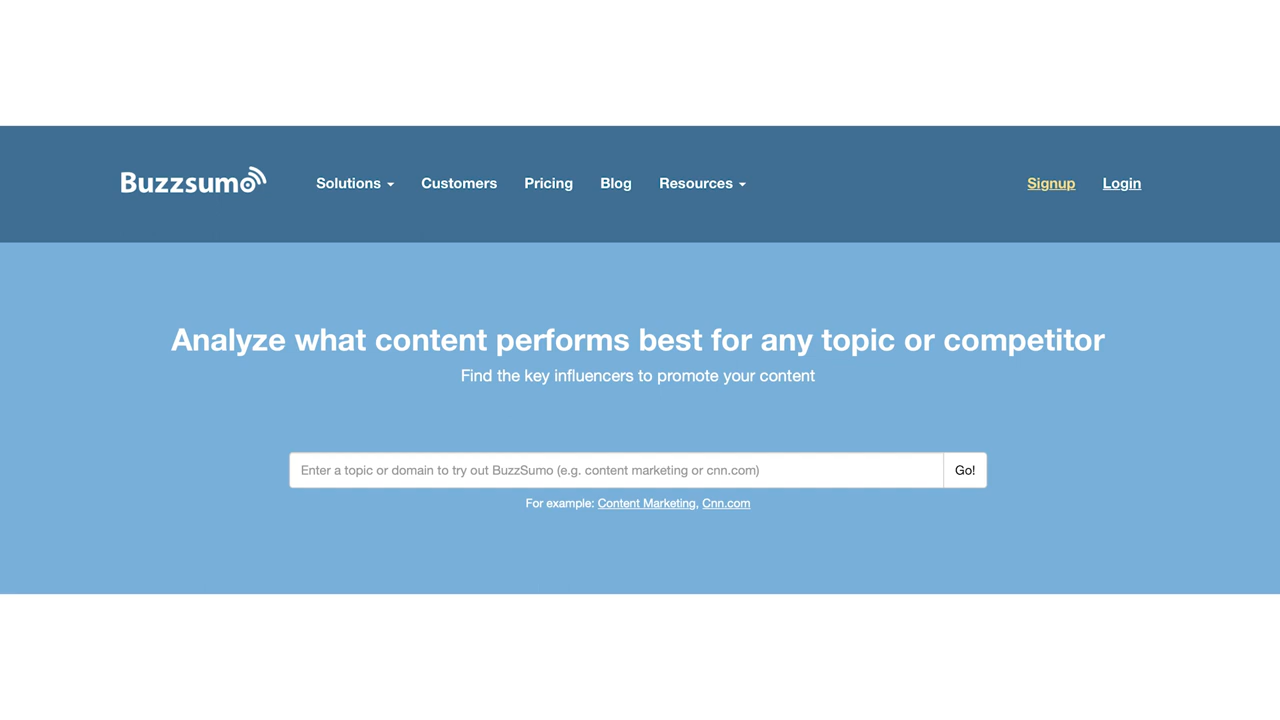 Buzzsumo Solutions Customers Pricing Blog Resources Signup Login
Analyze what content performs best for any topic or competitor
Find the key influencers to promote your content
Enter a topic or domain to try out BuzzSumo (e.g. content marketing or cnn.com) Go!
For example: Content Marketing, Cnn.com